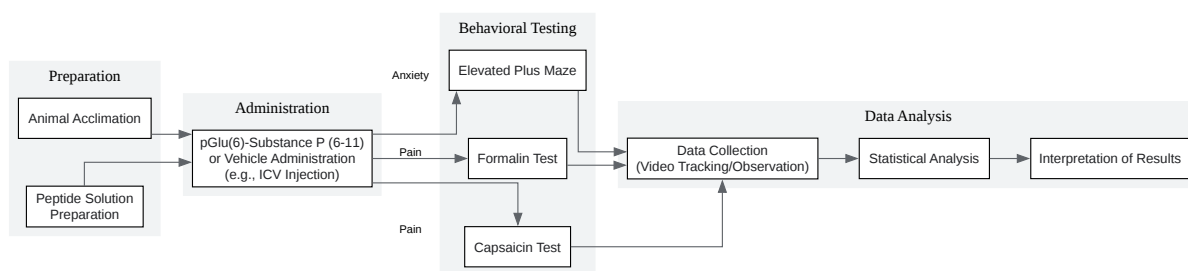 Preparation
Animal Acclimation
Peptide Solution
Preparation
Administration
pGlu(6)-Substance P (6-11)
or Vehicle Administration
(e.g., ICV Injection)
Anxiety
Pain
Pain
Behavioral Testing
Elevated Plus Maze
Formalin Test
Capsaicin Test
Data Analysis
Data Collection
(Video Tracking/Observation)
Statistical Analysis
Interpretation of Results